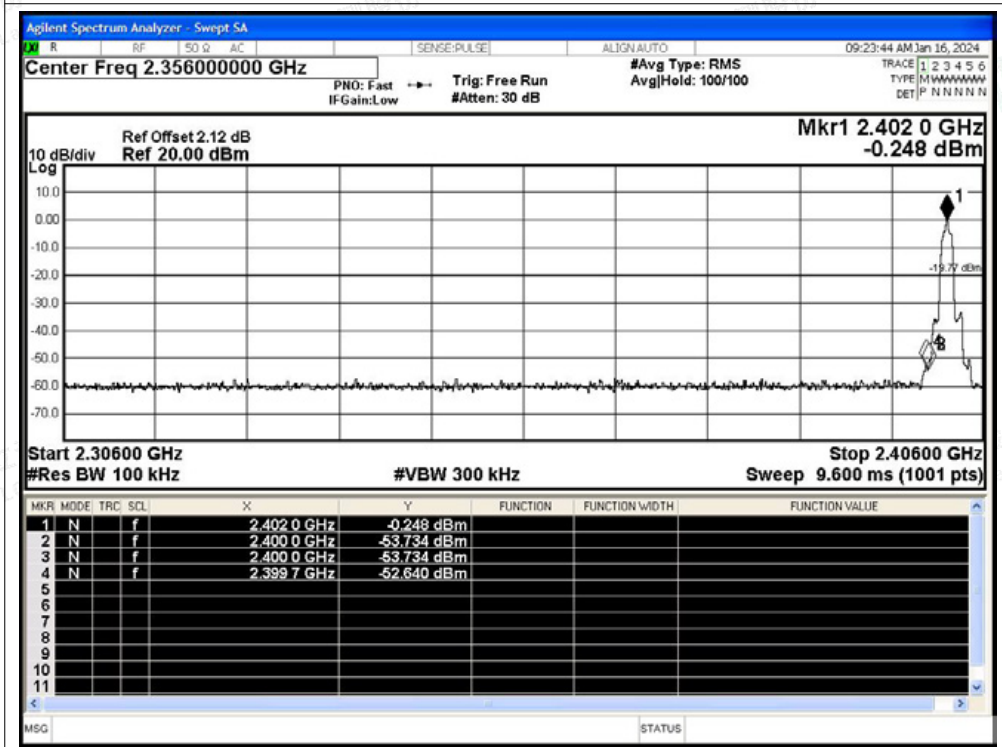 Agilent Spectrum Analyzer - Swept SA
LXI R RF 50 Ω AC SENSE:PULSE ALIGN AUTO 09:23:44 AM Jan 16, 2024
Center Freq 2.356000000 GHz #Avg Type: RMS TRACE 1 2 3 4 5 6
PNO: Fast Trig: Free Run Avg|Hold: 100/100 TYPE M WWWWW
IFGain:Low #Atten: 30 dB DET P N N N N N
Mkr1 2.402 0 GHz
Ref Offset 2.12 dB -0.248 dBm
10 dB/div Ref 20.00 dBm
Log
10.0
1
0.00
-10.0
-19.77 dBm
-20.0
-30.0
-40.0
-50.0
-60.0
-70.0
Start 2.30600 GHz Stop 2.40600 GHz
#Res BW 100 kHz #VBW 300 kHz Sweep 9.600 ms (1001 pts)
MKR MODE TRC SCL X Y FUNCTION FUNCTION WIDTH FUNCTION VALUE
1 N f 2.402 0 GHz -0.248 dBm
2 N f 2.400 0 GHz -53.734 dBm
3 N f 2.400 0 GHz -53.734 dBm
4 N f 2.399 7 GHz -52.640 dBm
5
6
7
8
9
10
11
MSG STATUS